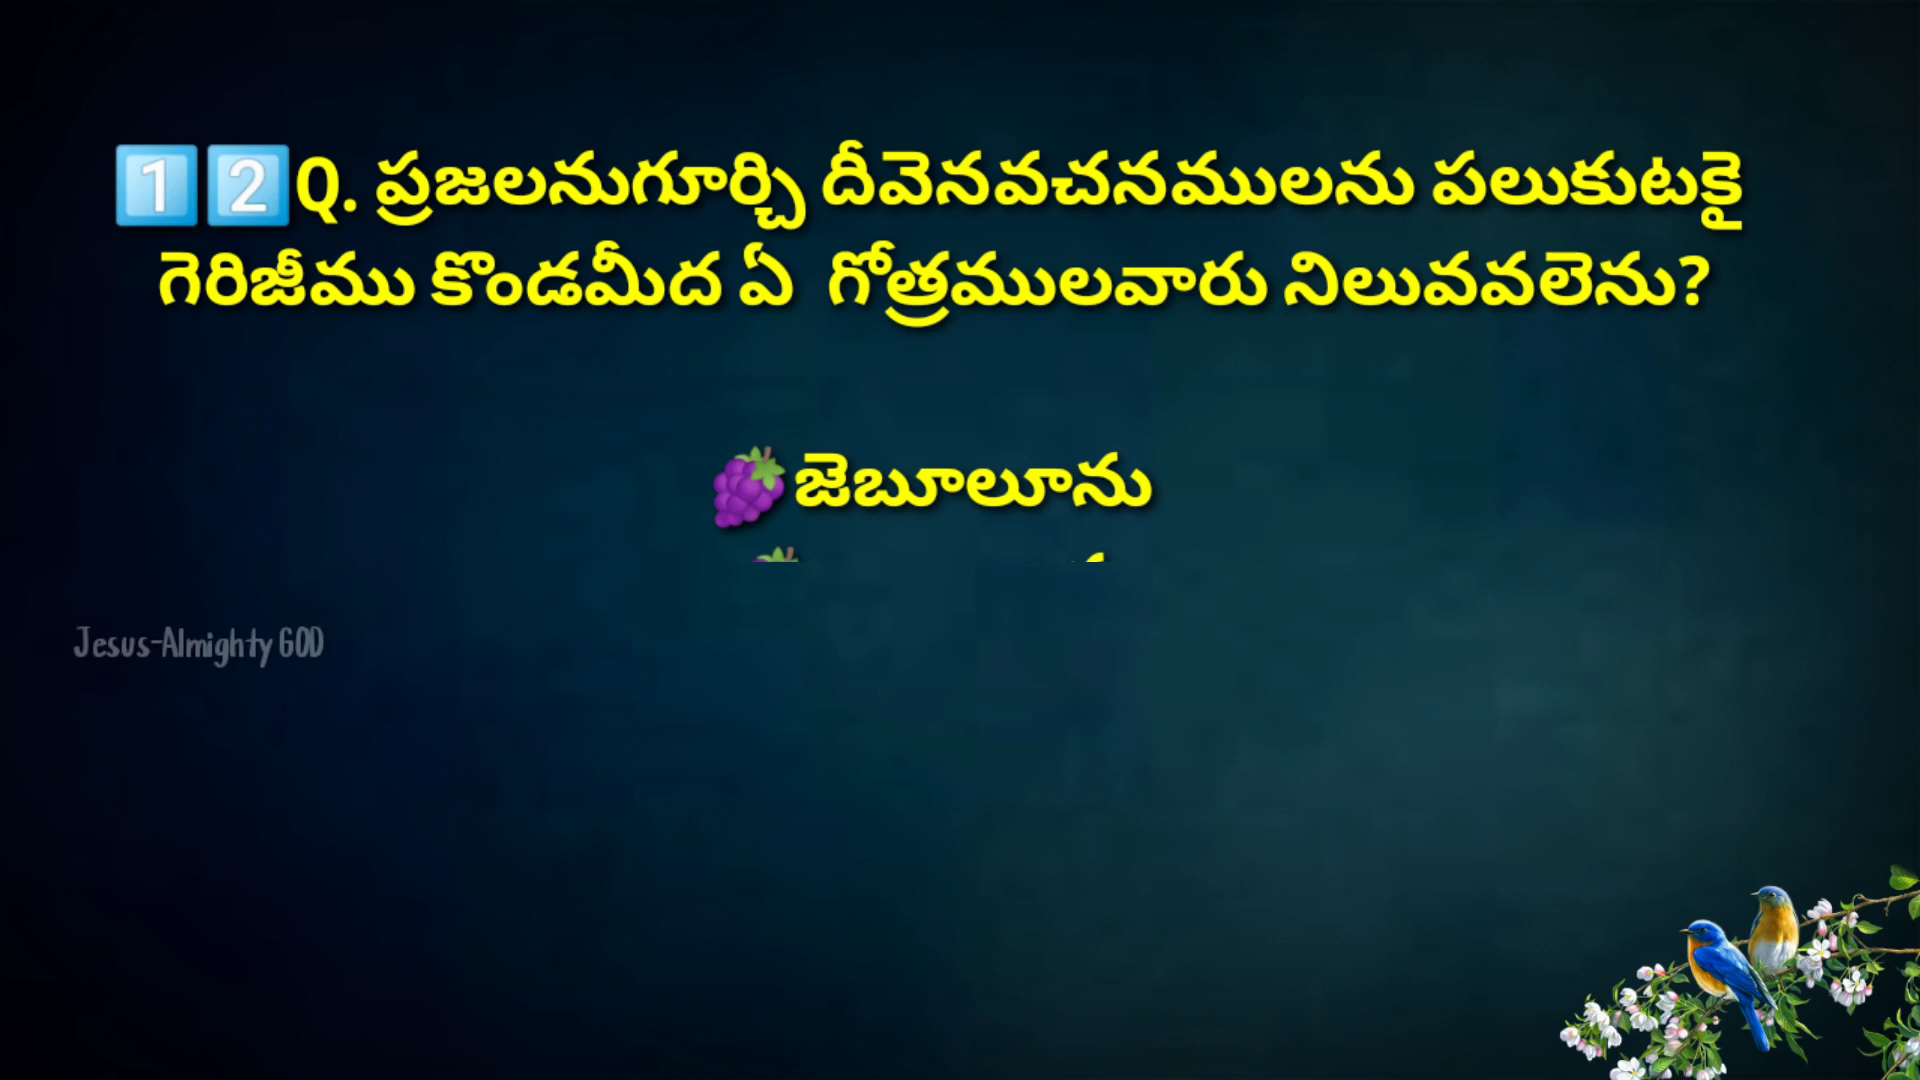 1️⃣2️⃣Q. ప్రజలనుగూర్చి దీవెనవచనములను పలుకుటకై
గెరిజీము కొండమీద ఏ గోత్రములవారు నిలువవలెను?
🍇జెబూలూను
Jesus-Almighty GOD